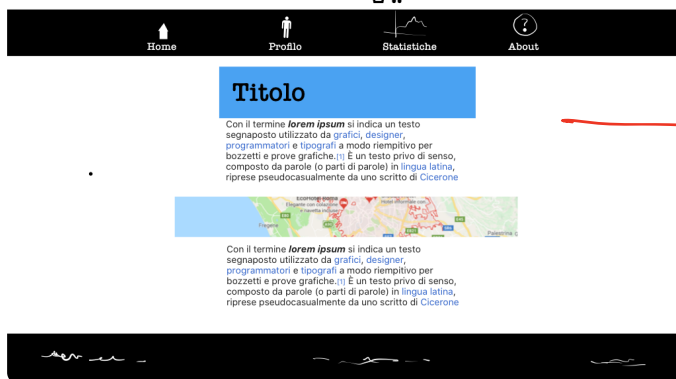 Home Profilo Statistiche About
Titolo
Con il termine lorem ipsum si indica un testo
segnaposto utilizzato da grafici, designer,
programmatori e tipografi a modo riempitivo per
bozzetti e prove grafiche.[1] È un testo privo di senso,
composto da parole (o parti di parole) in lingua latina,
riprese pseudocasualmente da uno scritto di Cicerone
Fregene
Palestrina
Con il termine lorem ipsum si indica un testo
segnaposto utilizzato da grafici, designer,
programmatori e tipografi a modo riempitivo per
bozzetti e prove grafiche.[1] È un testo privo di senso,
composto da parole (o parti di parole) in lingua latina,
riprese pseudocasualmente da uno scritto di Cicerone